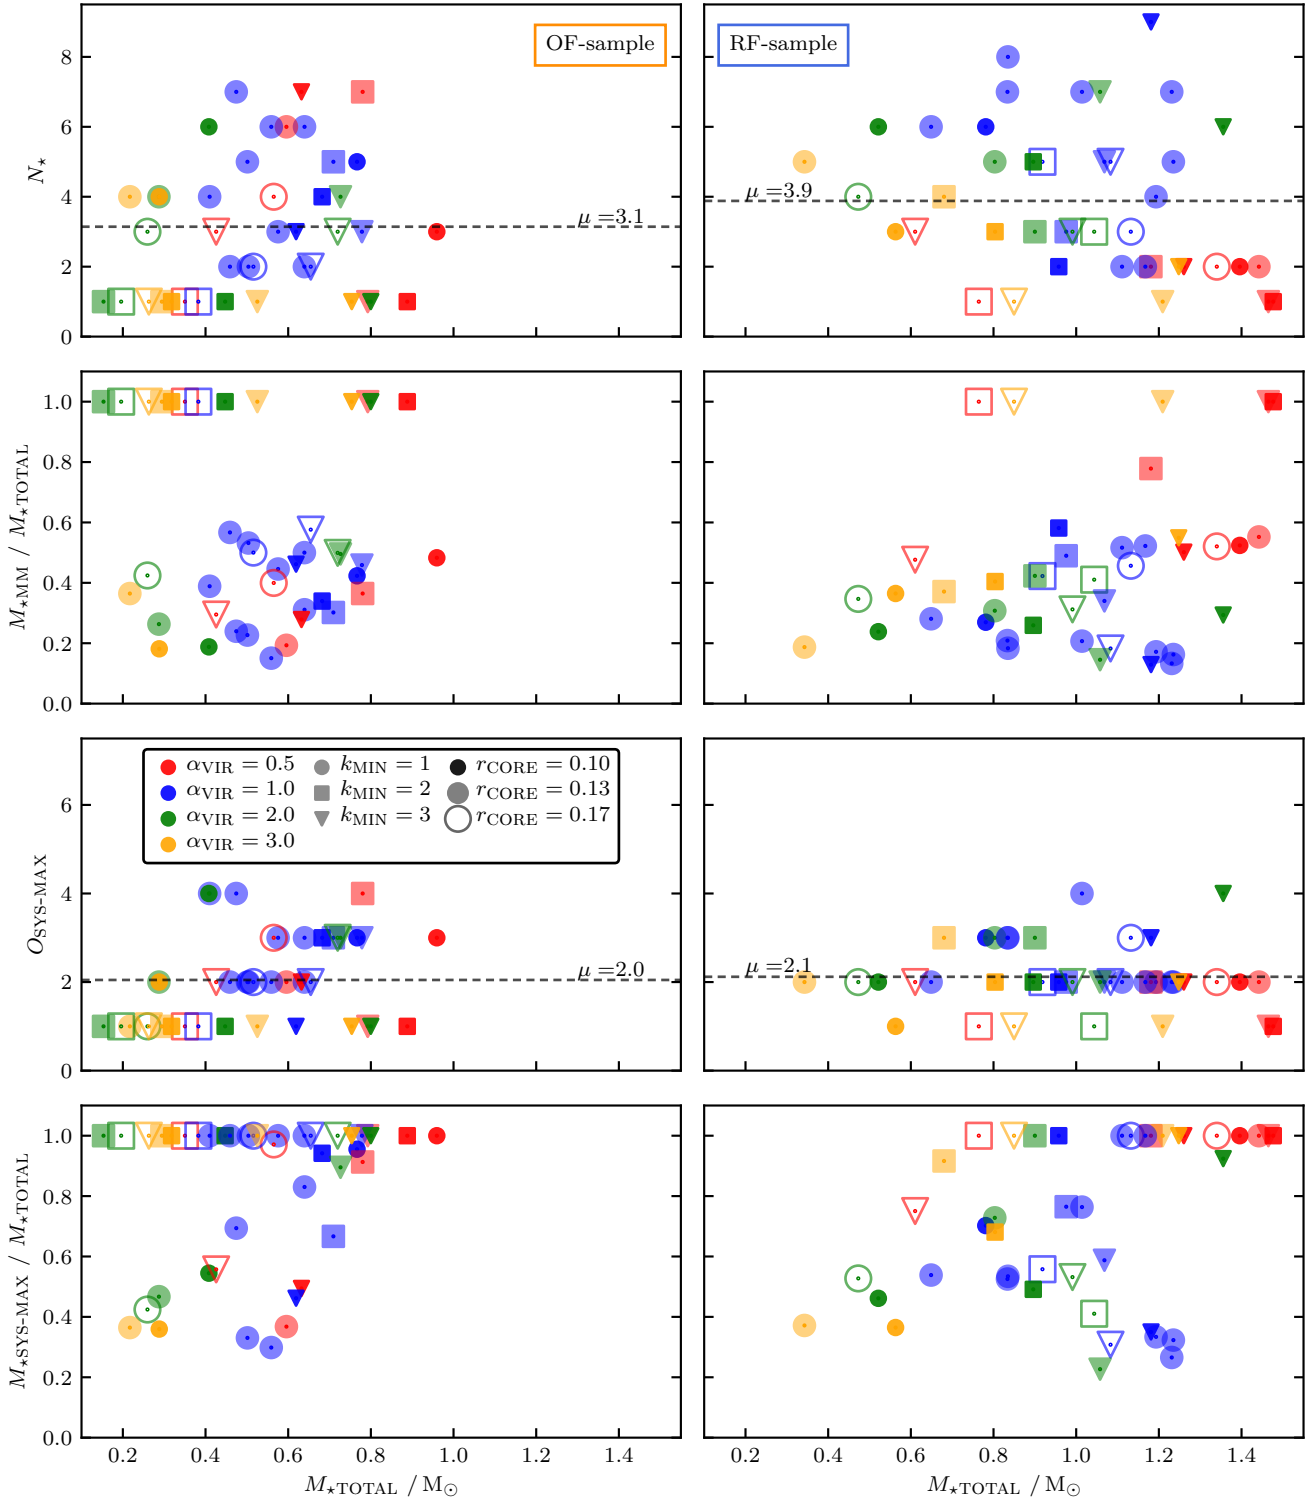 OF-sample
RF-sample
8
6
4
2
0
N⋆
μ =3.1
μ =3.9
1.0
0.8
0.6
0.4
0.2
0.0
M⋆MM / M⋆TOTAL
αVIR = 0.5
αVIR = 1.0
αVIR = 2.0
αVIR = 3.0
kMIN = 1
kMIN = 2
kMIN = 3
rCORE = 0.10
rCORE = 0.13
rCORE = 0.17
6
4
2
0
OSYS-MAX
μ =2.0
μ =2.1
1.0
0.8
0.6
0.4
0.2
0.0
M⋆SYS-MAX / M⋆TOTAL
0.2 0.4 0.6 0.8 1.0 1.2 1.4
M⋆TOTAL / M⊙
0.2 0.4 0.6 0.8 1.0 1.2 1.4
M⋆TOTAL / M⊙